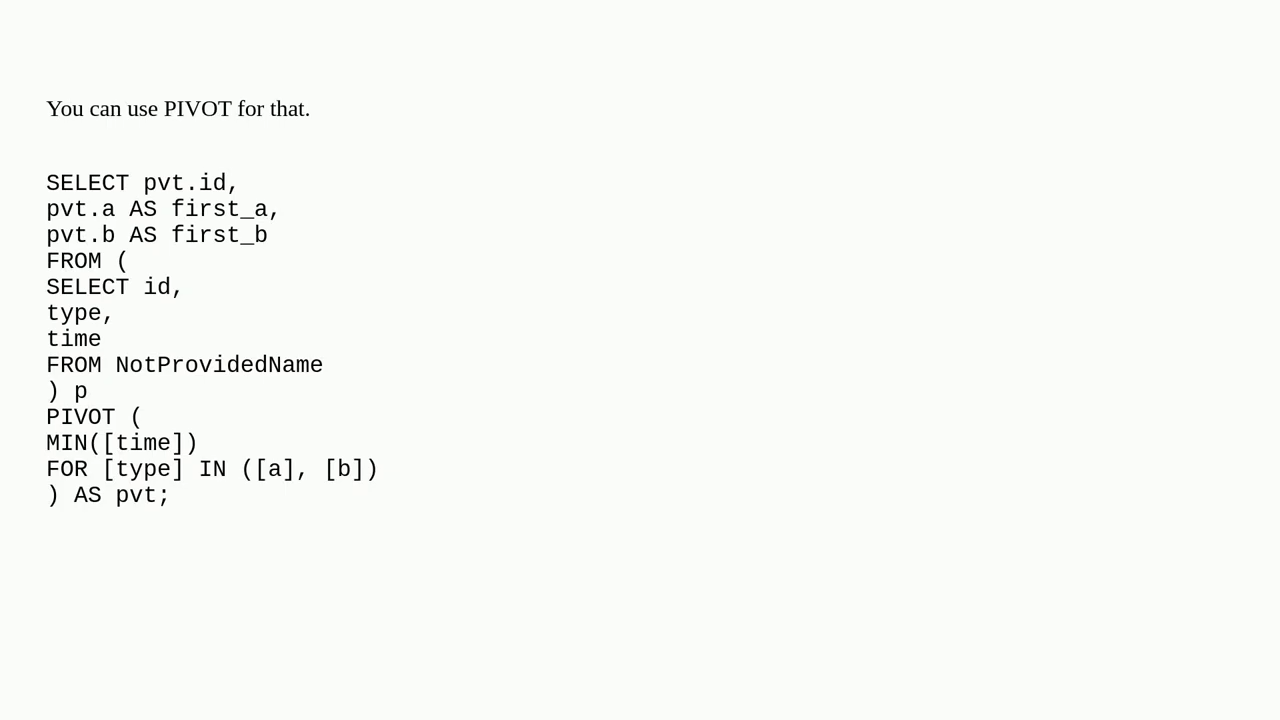 You can use PIVOT for that.
SELECT pvt.id,
pvt.a AS first_a,
pvt.b AS first_b
FROM (
SELECT id,
type,
time
FROM NotProvidedName
) p
PIVOT (
MIN([time])
FOR [type] IN ([a], [b])
) AS pvt;